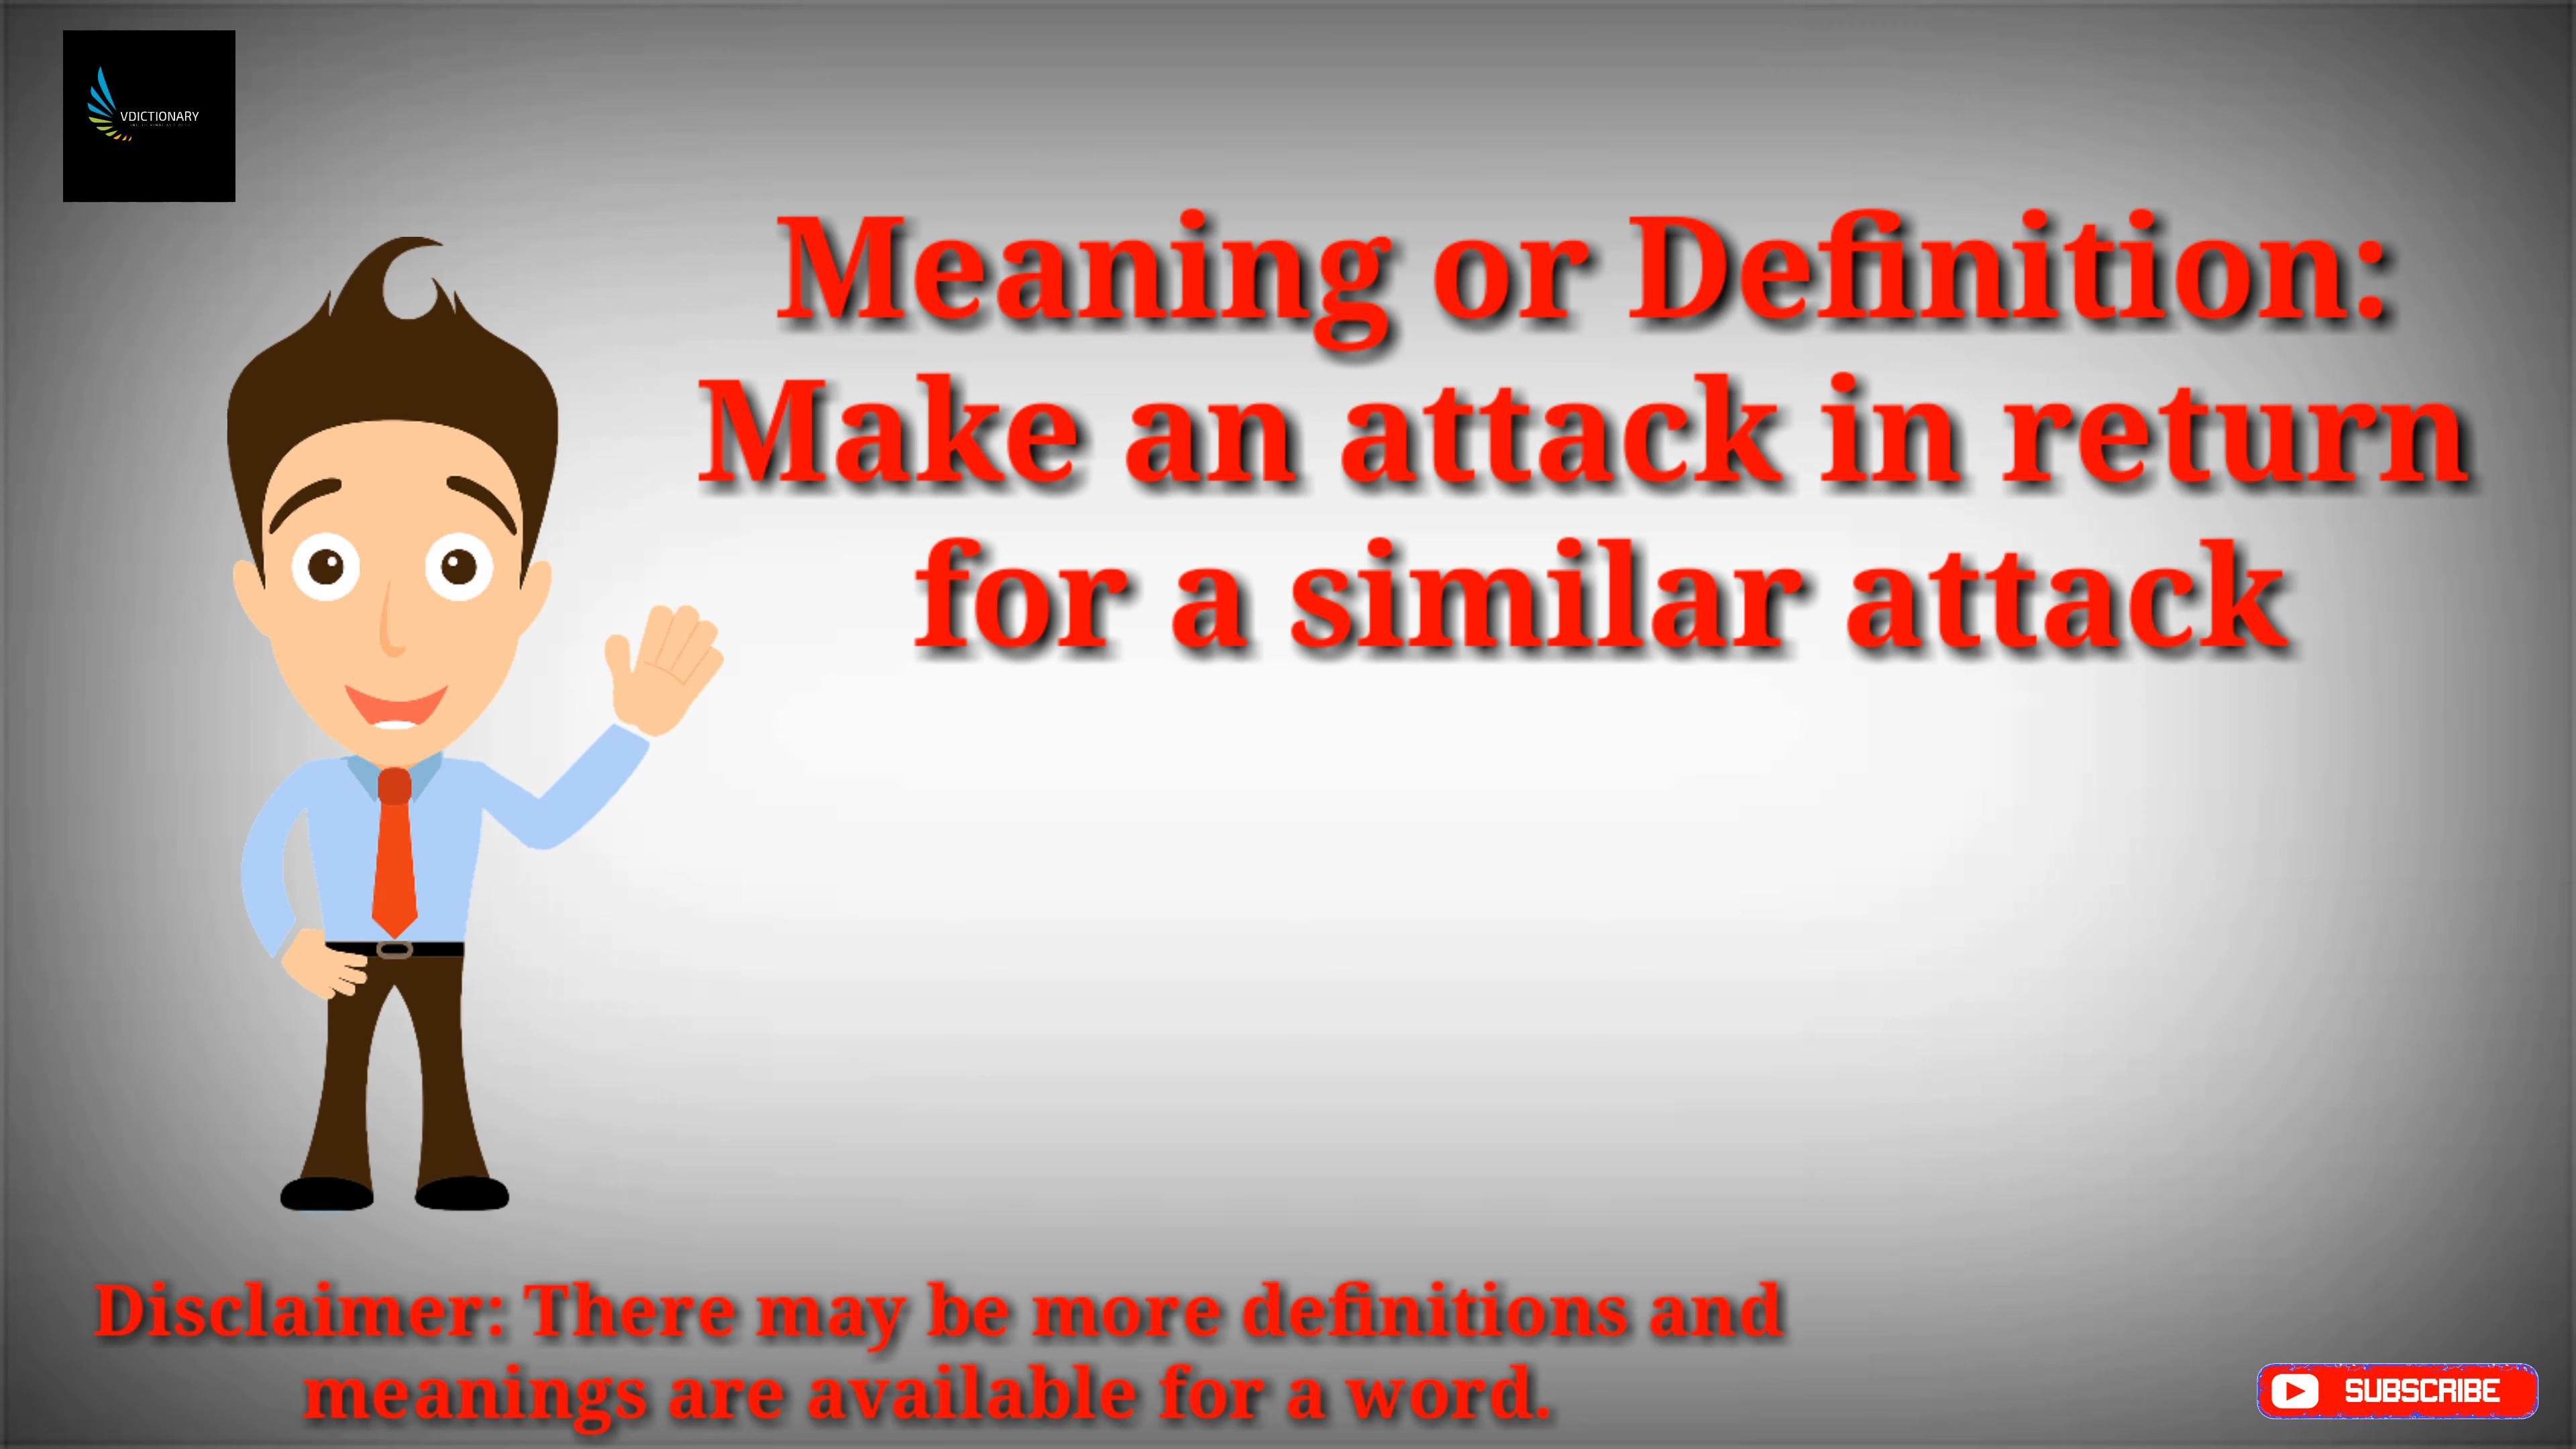 VDICTIONARY
Meaning or Definition:
Make an attack in return
for a similar attack
Disclaimer: There may be more definitions and
meanings are available for a word.
SUBSCRIBE